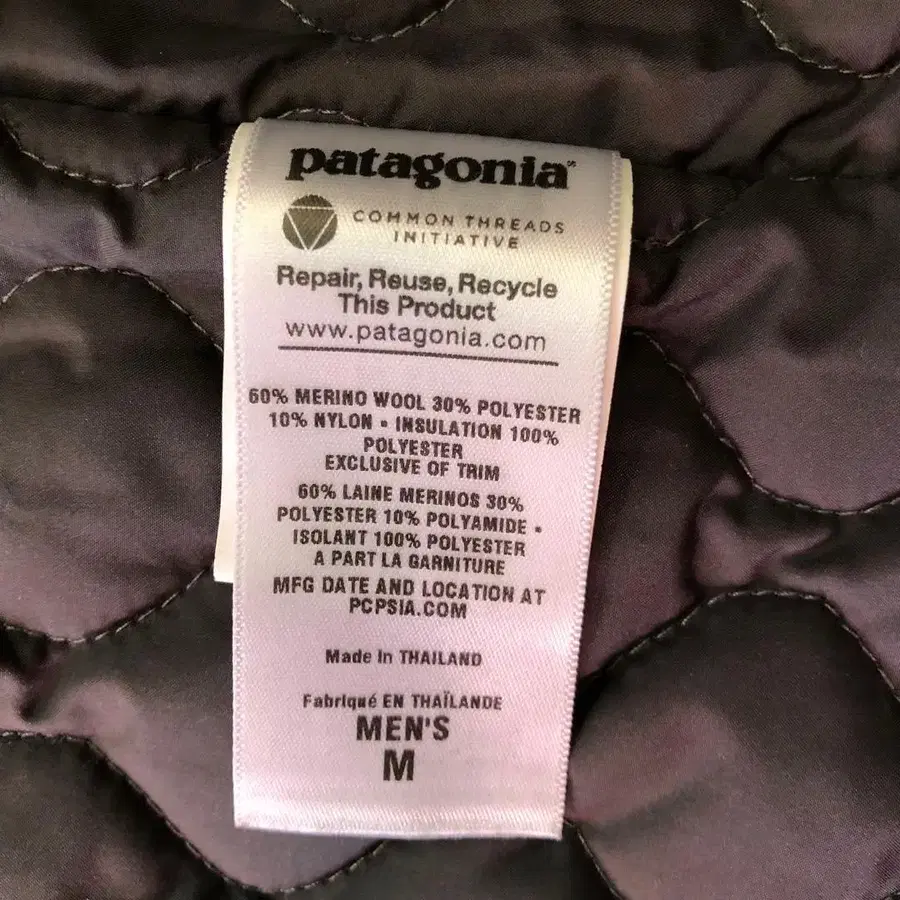 patagonia
COMMON THREADS
INITIATIVE
Repair, Reuse, Recycle
This Product
www.patagonia.com
60% MERINO WOOL 30% POLYESTER
10% NYLON • INSULATION 100%
POLYESTER
EXCLUSIVE OF TRIM
60% LAINE MERINOS 30%
POLYESTER 10% POLYAMIDE •
ISOLANT 100% POLYESTER
A PART LA GARNITURE
MFG DATE AND LOCATION AT
PCPSIA.COM
Made In THAILAND
Fabriqué EN THAÏLANDE
MEN'S
M